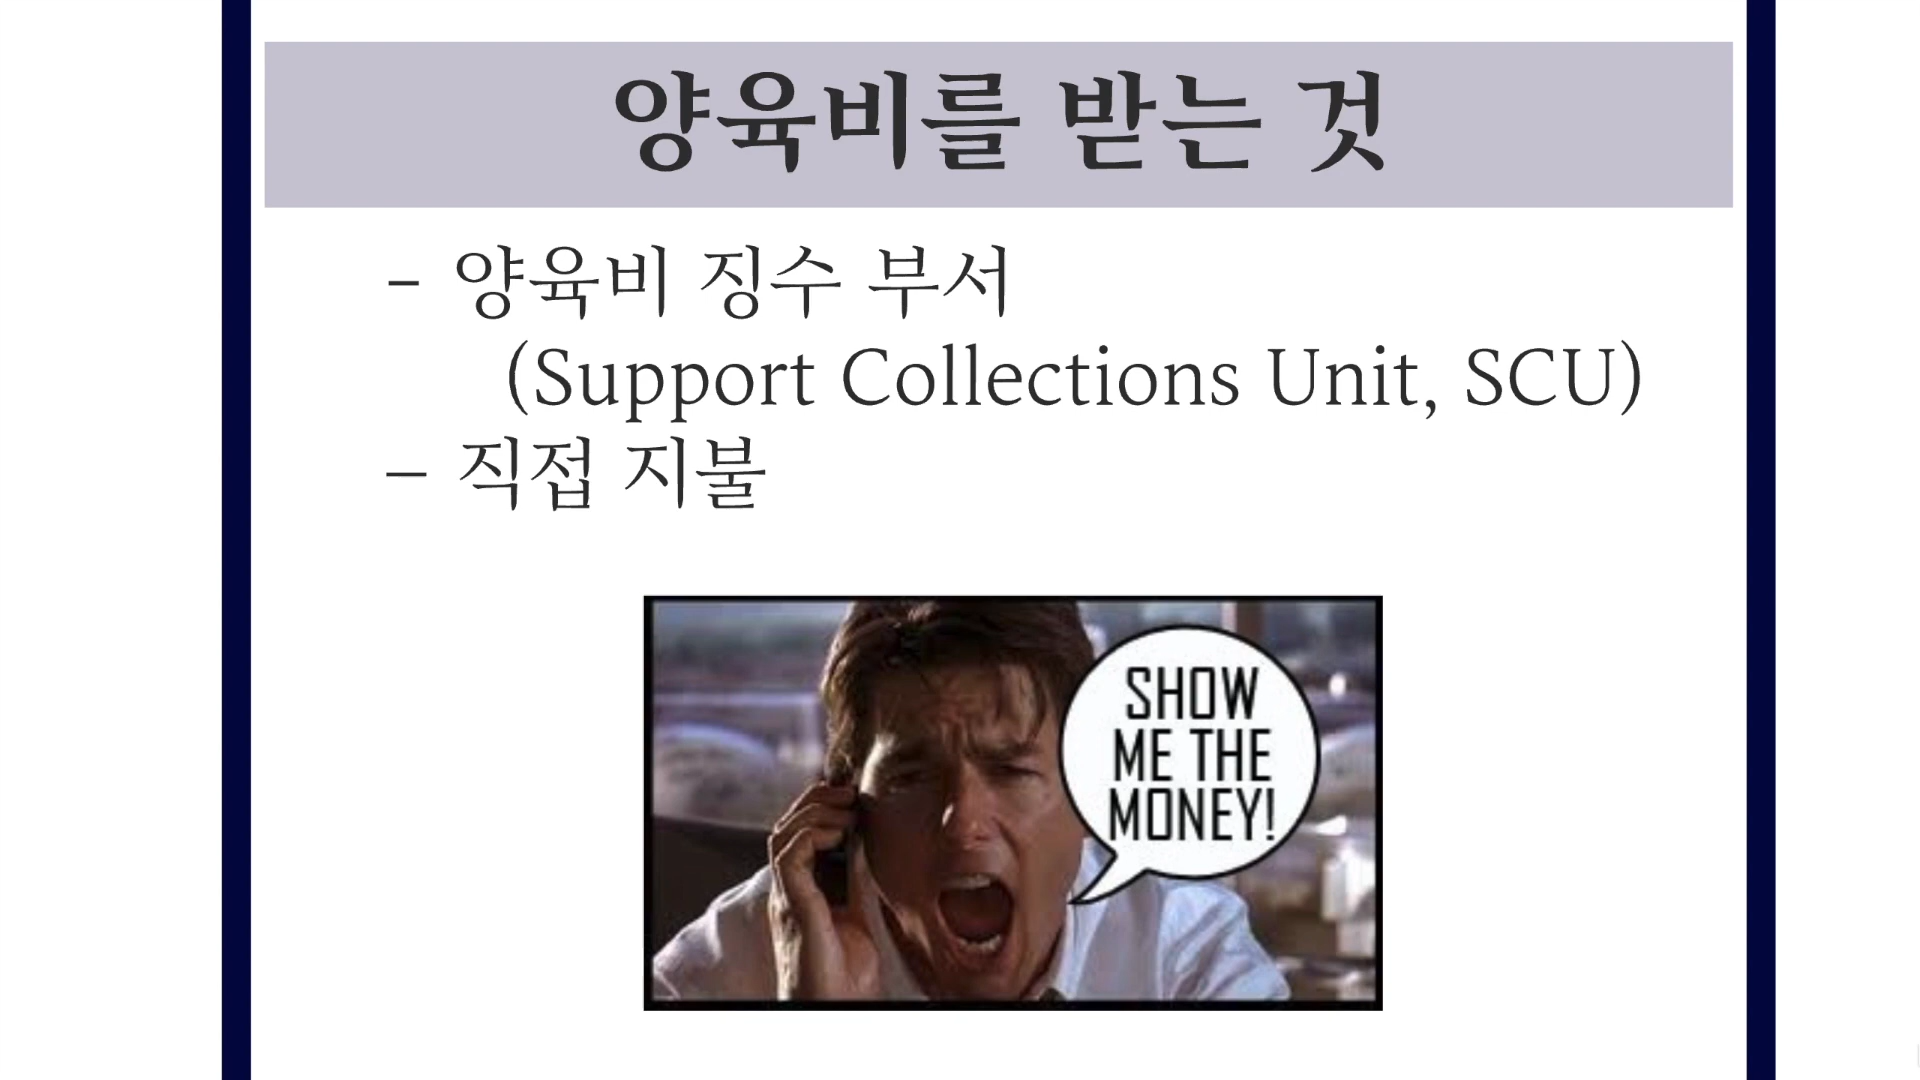 양육비를 받는 것
- 양육비 징수 부서
(Support Collections Unit, SCU)
– 직접 지불
SHOW
ME THE
MONEY!